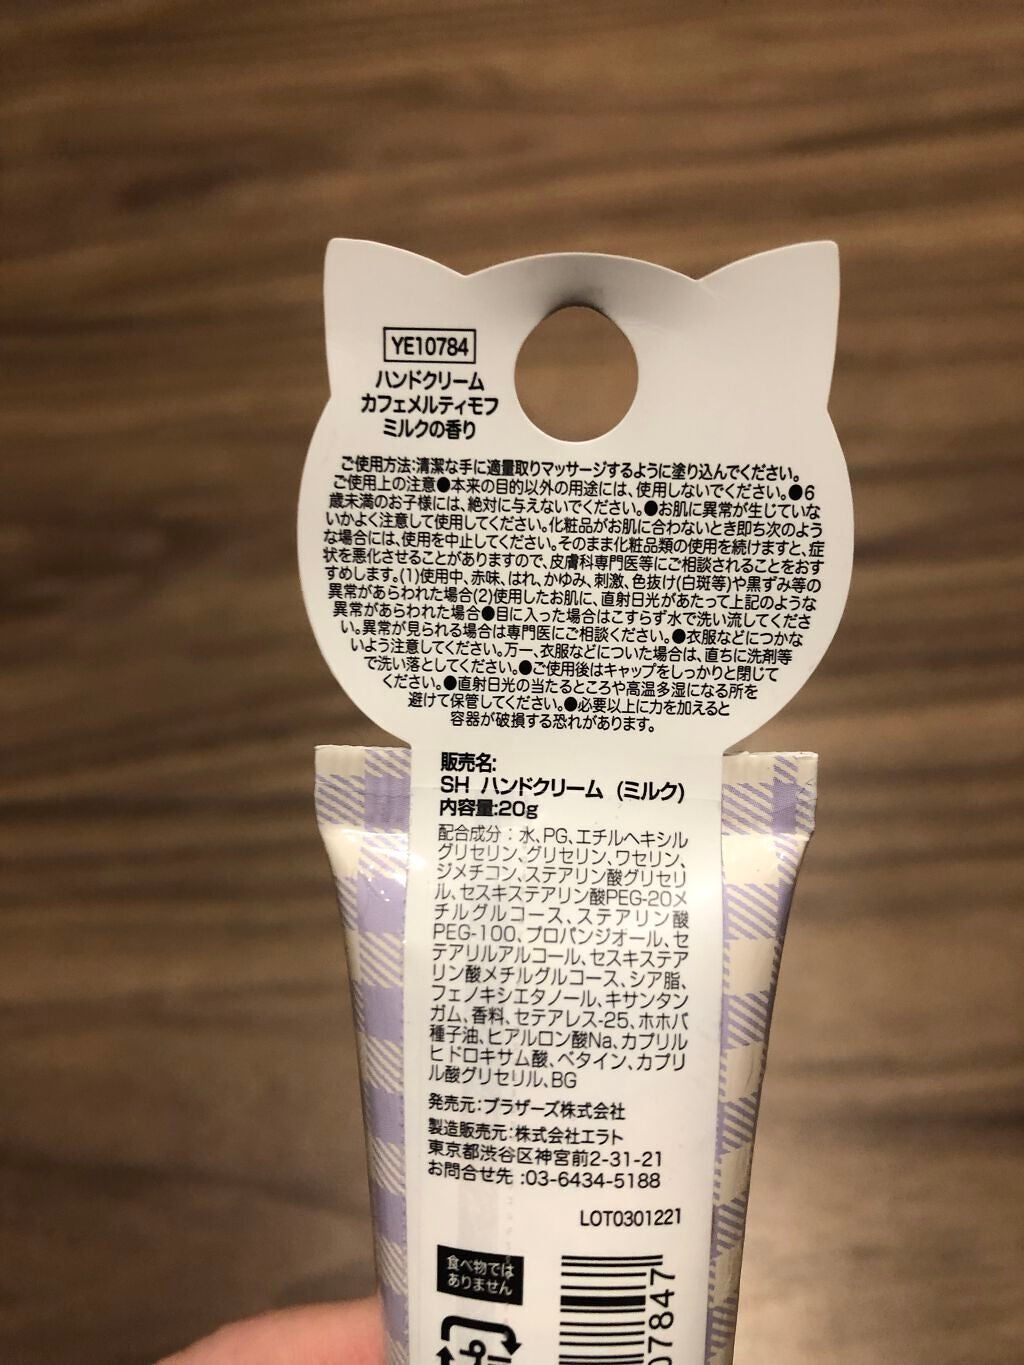 YE10784
ハンドクリーム
カフェメルティモフ
ミルクの香り
ご使用方法:清潔な手に適量取りマッサージするように塗り込んでください。
ご使用上の注意●本来の目的以外の用途には、使用しないでください。●6
歳未満のお子様には、絶対に与えないでください。●お肌に異常が生じていな
いかよく注意して使用してください。化粧品がお肌に合わないとき即ち次のよう
な場合には、使用を中止してください。そのまま化粧品類の使用を続けますと、症
状を悪化させることがありますので、皮膚科専門医等にご相談されることをおす
すめします。(1)使用中、赤味、はれ、かゆみ、刺激、色抜け(白斑等)や黒ずみ等の
異常があらわれた場合(2)使用したお肌に、直射日光があたって上記のような
異常があらわれた場合●目に入った場合はこすらず水で洗い流してくださ
い。異常が見られる場合は専門医にご相談ください。●衣服などにつかな
いよう注意してください。万一、衣服などについた場合は、直ちに洗剤等
で洗い落としてください。●ご使用後はキャップをしっかりと閉じて
ください。●直射日光の当たるところや高温多湿になる所を
避けて保管してください。●必要以上に力を加えると
容器が破損する恐れがあります。
販売名:
SH ハンドクリーム (ミルク)
内容量:20g
配合成分:水、PG、エチルヘキシル
グリセリン、グリセリン、ワセリン、
ジメチコン、ステアリン酸グリセリ
ル、セスキステアリン酸PEG-20メ
チルグルコース、ステアリン酸
PEG-100、プロパンジオール、セ
テアリルアルコール、セスキステア
リン酸メチルグルコース、シア脂、
フェノキシエタノール、キサンタン
ガム、香料、セテアレス-25、ホホバ
種子油、ヒアルロン酸Na、カプリル
ヒドロキサム酸、ベタイン、カプリ
ル酸グリセリル、BG
発売元:ブラザーズ株式会社
製造販売元:株式会社エラト
東京都渋谷区神宮前2-31-21
お問合せ先:03-6434-5188
LOT0301221
食べ物では
ありません
07847